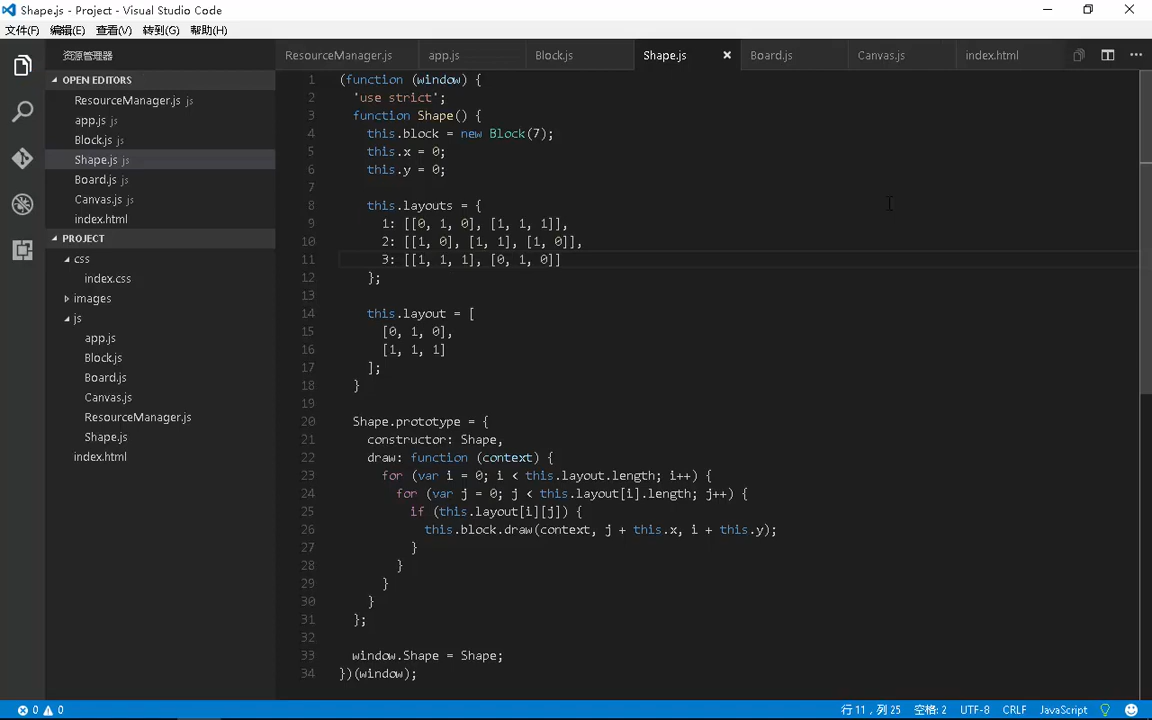 Shape.js - Project - Visual Studio Code
文件(F) 编辑(E) 查看(V) 转到(G) 帮助(H)
资源管理器
OPEN EDITORS
ResourceManager.js js
app.js js
Block.js js
Shape.js js
Board.js js
Canvas.js js
index.html
PROJECT
css
index.css
images
js
app.js
Block.js
Board.js
Canvas.js
ResourceManager.js
Shape.js
index.html
ResourceManager.js app.js Block.js Shape.js Board.js Canvas.js index.html
1 (function (window) {
2 'use strict';
3 function Shape() {
4 this.block = new Block(7);
5 this.x = 0;
6 this.y = 0;
7
8 this.layouts = {
9 1: [[0, 1, 0], [1, 1, 1]],
10 2: [[1, 0], [1, 1], [1, 0]],
11 3: [[1, 1, 1], [0, 1, 0]]
12 };
13
14 this.layout = [
15 [0, 1, 0],
16 [1, 1, 1]
17 ];
18 }
19
20 Shape.prototype = {
21 constructor: Shape,
22 draw: function (context) {
23 for (var i = 0; i < this.layout.length; i++) {
24 for (var j = 0; j < this.layout[i].length; j++) {
25 if (this.layout[i][j]) {
26 this.block.draw(context, j + this.x, i + this.y);
27 }
28 }
29 }
30 }
31 };
32
33 window.Shape = Shape;
34 })(window);
0 0 行 11，列 25 空格: 2 UTF-8 CRLF JavaScript